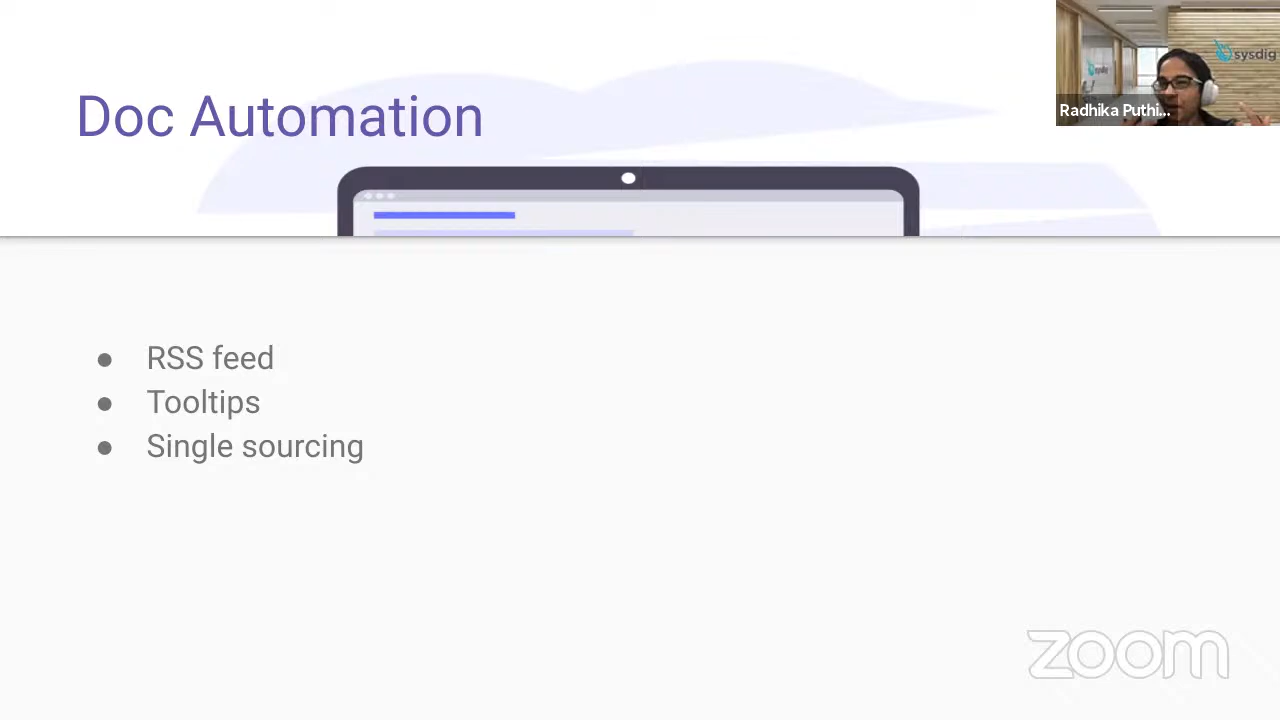 Doc Automation
sysdig
Radhika Puthi...
RSS feed
Tooltips
Single sourcing
zoom